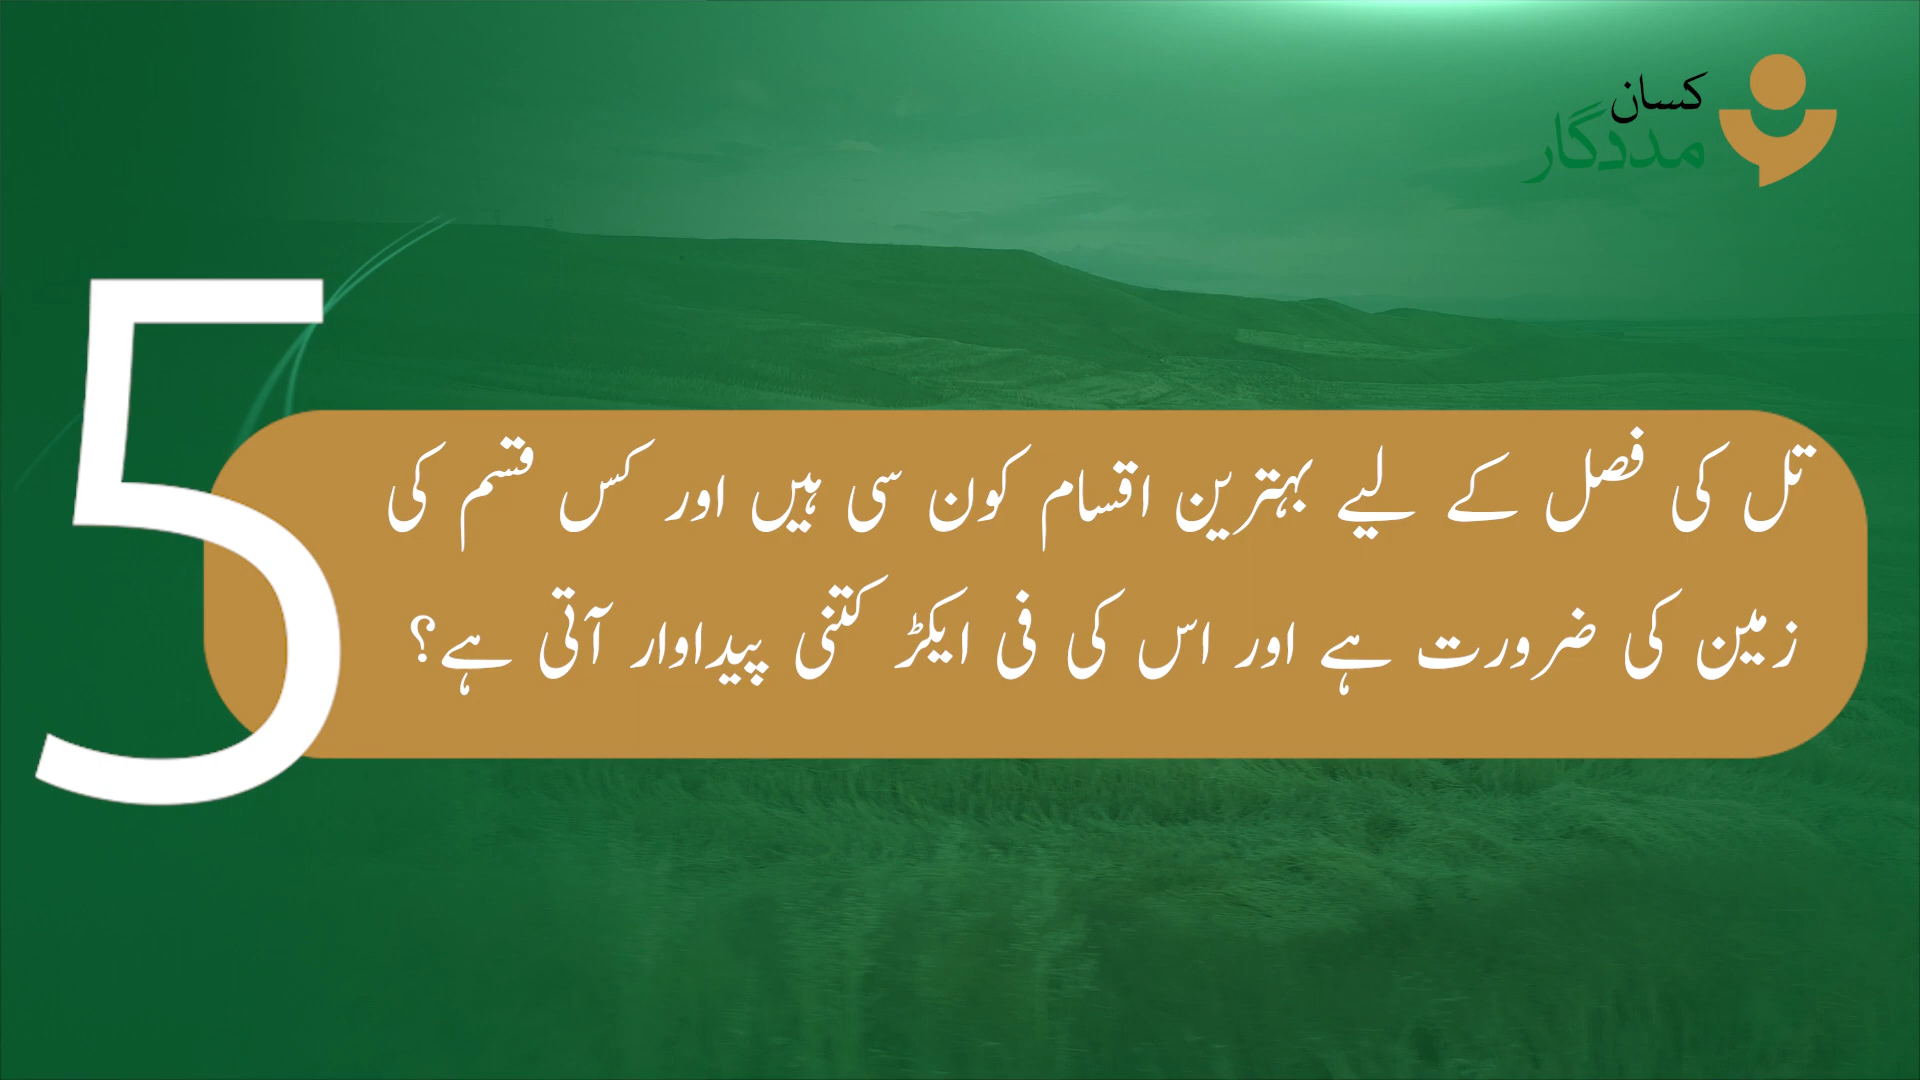 کسان
مددگار
5
تل کی فصل کے لیے بہترین اقسام کون سی ہیں اور کس قسم کی
زمین کی ضرورت ہے اور اس کی فی ایکڑ کتنی پیداوار آتی ہے؟